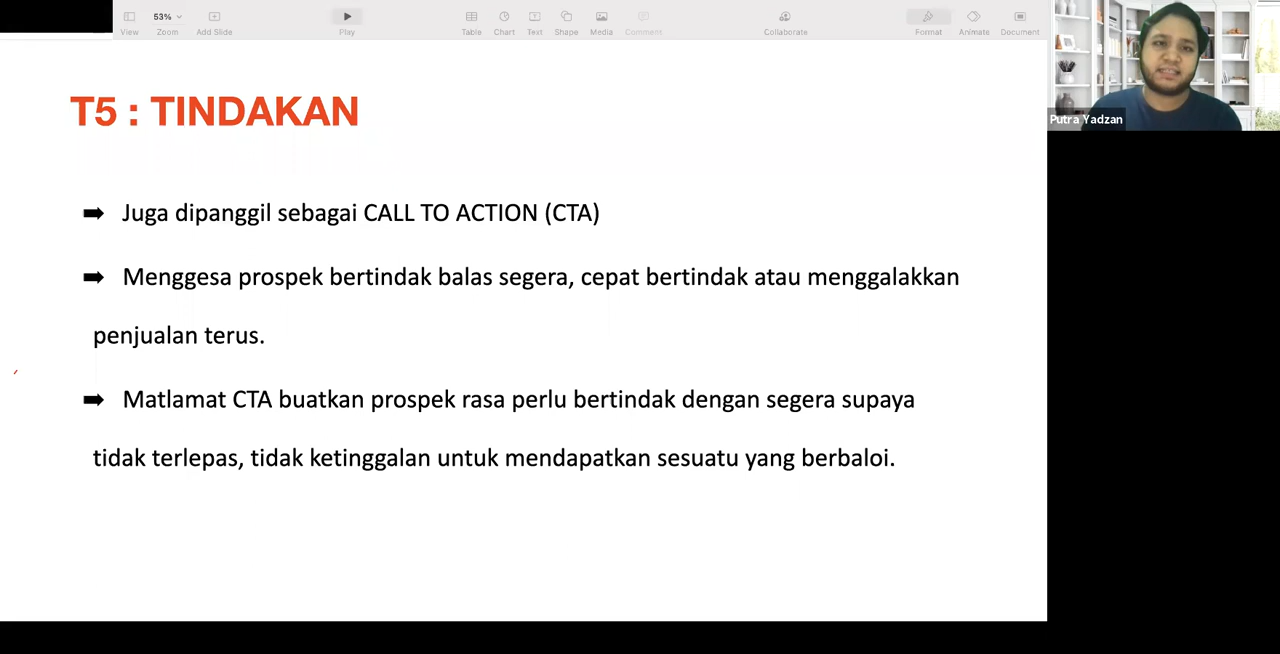 53%
View Zoom Add Slide Play Table Chart Text Shape Media Comment Collaborate Format Animate Document
Putra Yadzan
T5 : TINDAKAN
➡ Juga dipanggil sebagai CALL TO ACTION (CTA)
➡ Menggesa prospek bertindak balas segera, cepat bertindak atau menggalakkan
penjualan terus.
➡ Matlamat CTA buatkan prospek rasa perlu bertindak dengan segera supaya
tidak terlepas, tidak ketinggalan untuk mendapatkan sesuatu yang berbaloi.